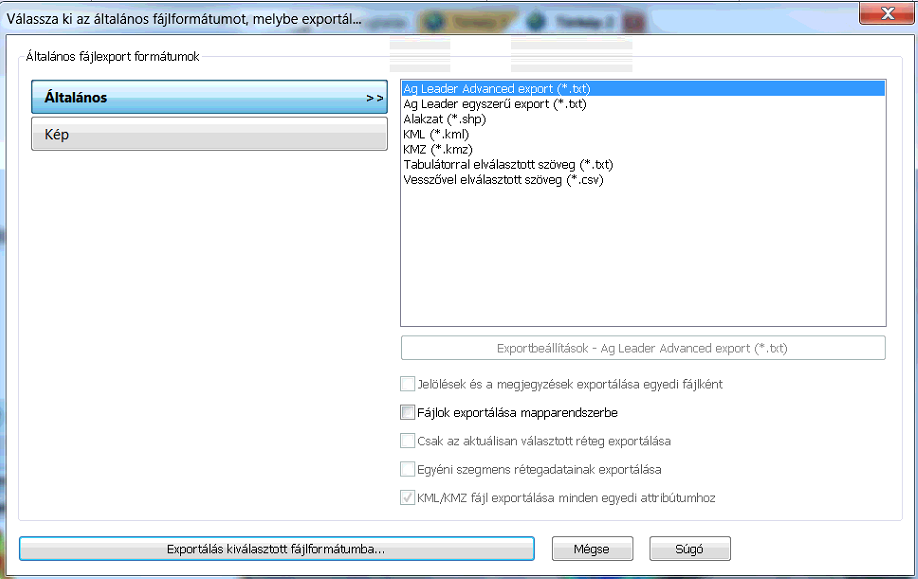 Válassza ki az általános fájlformátumot, melybe exportál...
Általános fájlexport formátumok
Általános >>
Kép
Ag Leader Advanced export (*.txt)
Ag Leader egyszerű export (*.txt)
Alakzat (*.shp)
KML (*.kml)
KMZ (*.kmz)
Tabulátorral elválasztott szöveg (*.txt)
Vesszővel elválasztott szöveg (*.csv)
Exportbeállítások - Ag Leader Advanced export (*.txt)
Jelölések és a megjegyzések exportálása egyedi fájlként
Fájlok exportálása mapparendszerbe
Csak az aktuálisan választott réteg exportálása
Egyéni szegmens rétegadatainak exportálása
KML/KMZ fájl exportálása minden egyedi attribútumhoz
Exportálás kiválasztott fájlformátumba...
Mégse
Súgó